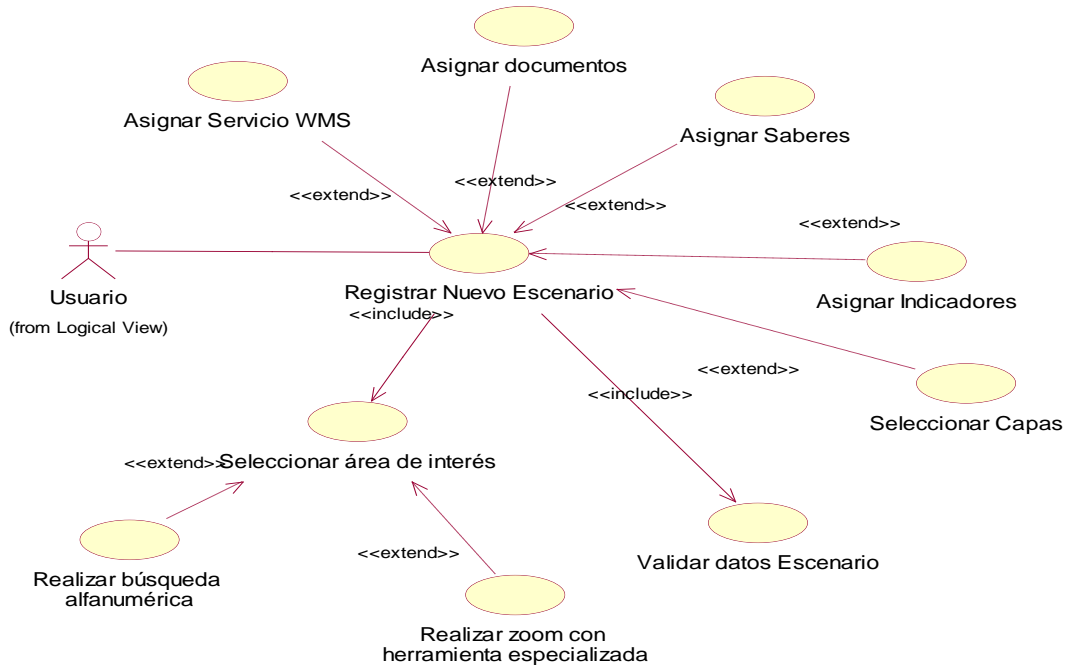 Asignar documentos
Asignar Servicio WMS
Asignar Saberes
<<extend>>
<<extend>>
<<extend>>
<<extend>>
Usuario
(from Logical View)
Registrar Nuevo Escenario
Asignar Indicadores
<<include>>
<<extend>>
<<include>>
Seleccionar Capas
<<extend>>
Seleccionar área de interés
<<extend>>
Validar datos Escenario
Realizar búsqueda
alfanumérica
Realizar zoom con
herramienta especializada